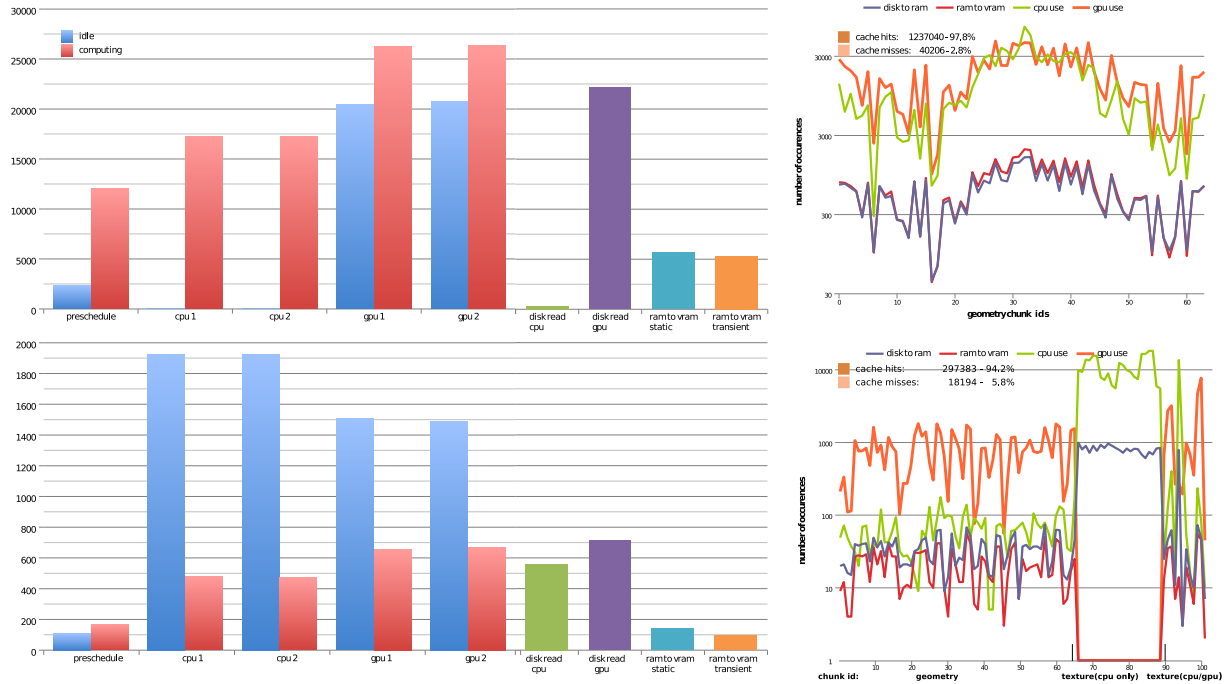 30000
25000
20000
15000
10000
5000
0
idle
computing
preschedule
cpu 1
cpu 2
gpu 1
gpu 2
disk read
cpu
disk read
gpu
ram to vram
static
ram to vram
transient
disk to ram
ram to vram
cpu use
gpu use
cache hits: 1237040-97,8%
cache misses: 40206-2,8%
30000
3000
300
30
number of occurences
0 10 20 30 40 50 60
geometry chunk ids
2000
1800
1600
1400
1200
1000
800
600
400
200
0
preschedule
cpu 1
cpu 2
gpu 1
gpu 2
disk read
cpu
disk read
gpu
ram to vram
static
ram to vram
transient
disk to ram
ram to vram
cpu use
gpu use
cache hits: 297383 - 94.2%
cache misses: 18194 - 5,8%
10000
1000
100
10
1
number of occurences
10 20 30 40 50 60 70 80 90 100
chunk id: geometry texture(cpu only) texture(cpu/gpu)